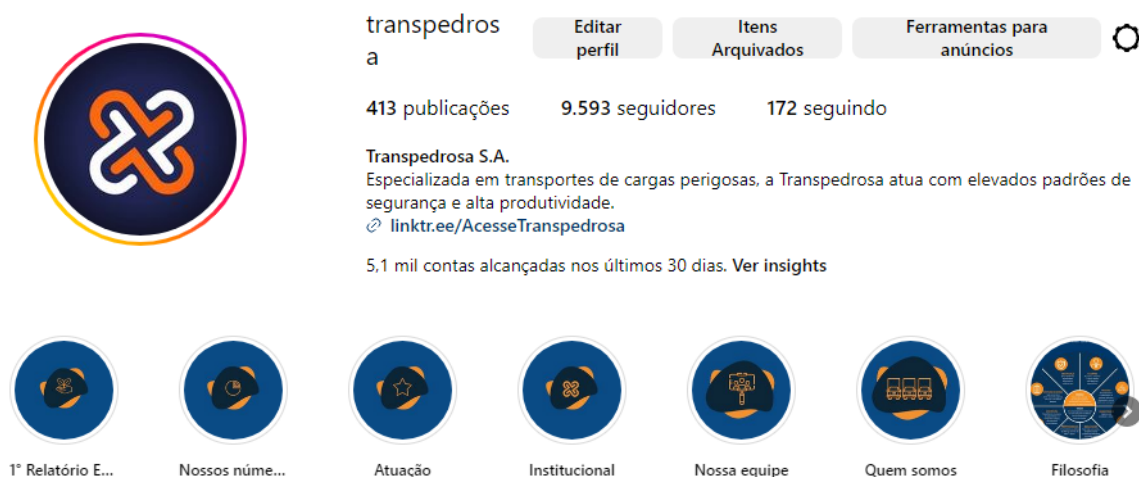 transpedros
a
Editar
perfil
Itens
Arquivados
Ferramentas para
anúncios
413 publicações
9.593 seguidores
172 seguindo
Transpedrosa S.A.
Especializada em transportes de cargas perigosas, a Transpedrosa atua com elevados padrões de
segurança e alta produtividade.
linktr.ee/AcesseTranspedrosa
5,1 mil contas alcançadas nos últimos 30 dias. Ver insights
1° Relatório E...
Nossos núme...
Atuação
Institucional
Nossa equipe
Quem somos
Filosofia